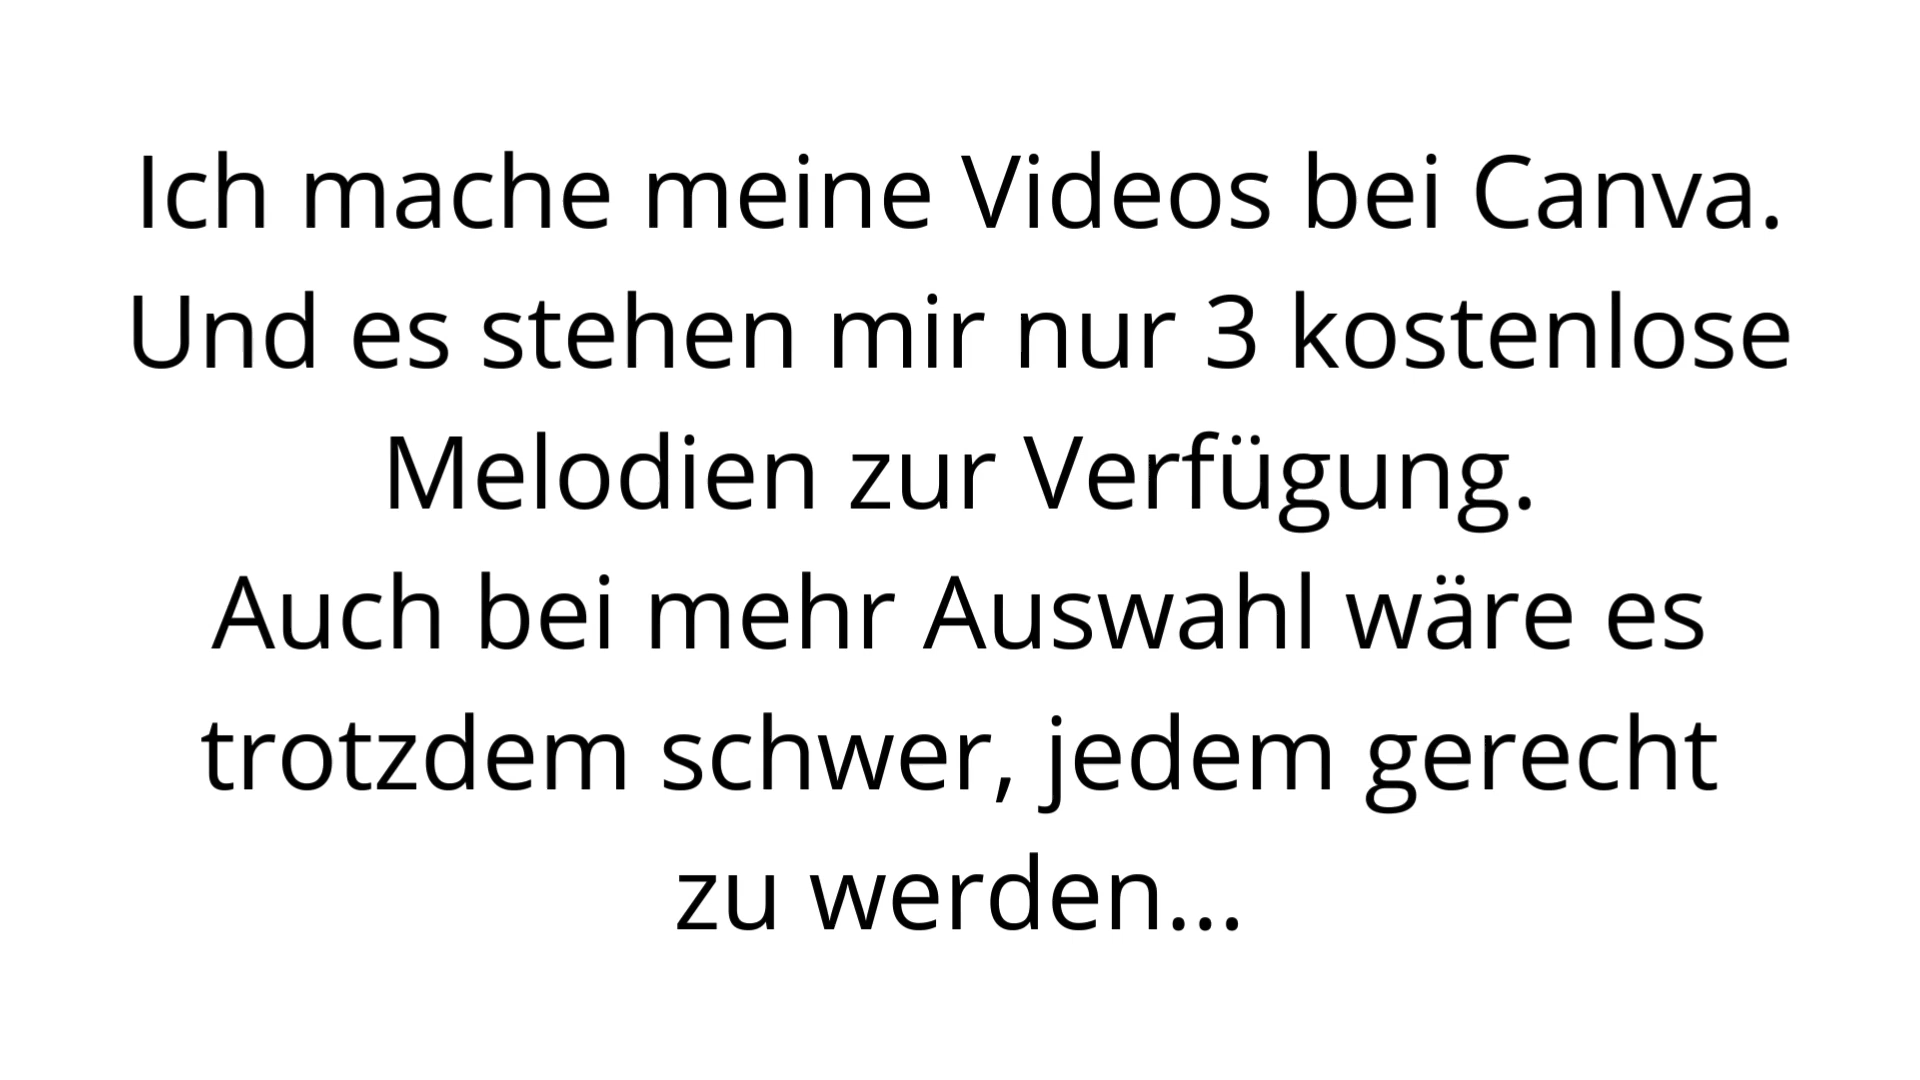 Ich mache meine Videos bei Canva.
Und es stehen mir nur 3 kostenlose
Melodien zur Verfügung.
Auch bei mehr Auswahl wäre es
trotzdem schwer, jedem gerecht
zu werden...